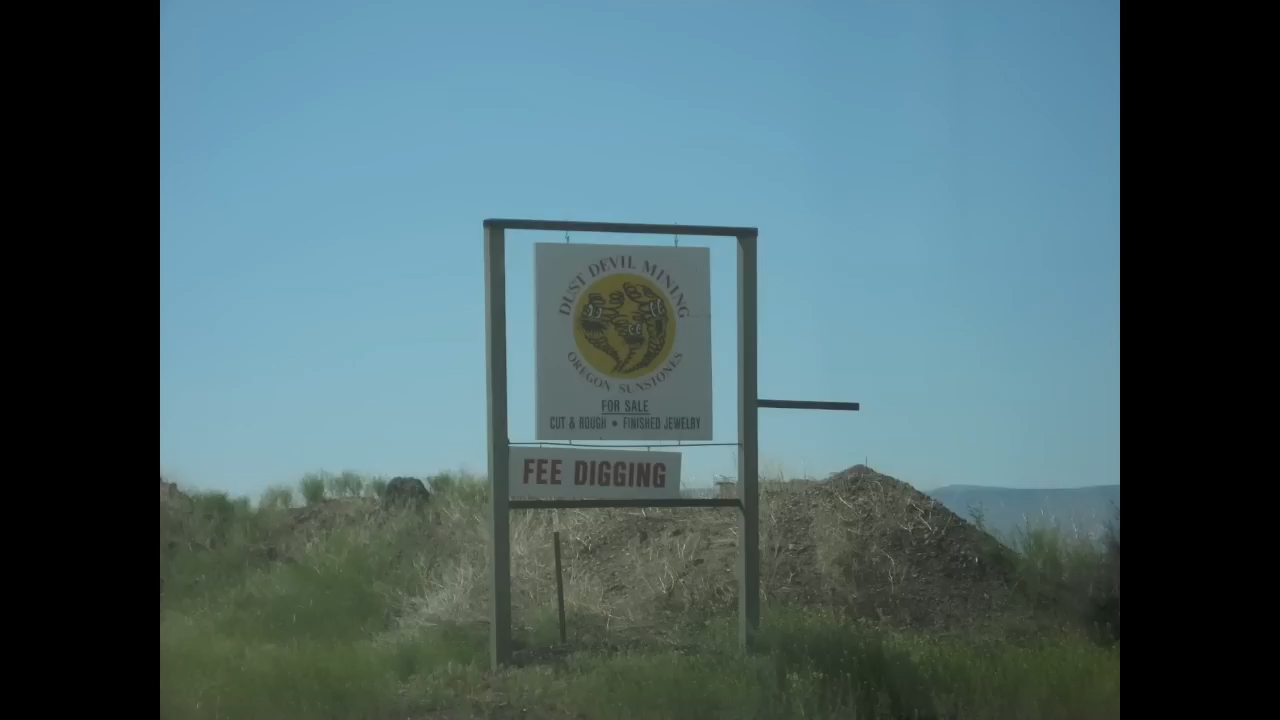 DUST DEVIL MINING
OREGON SUNSTONES
FOR SALE
CUT & ROUGH • FINISHED JEWELRY
FEE DIGGING